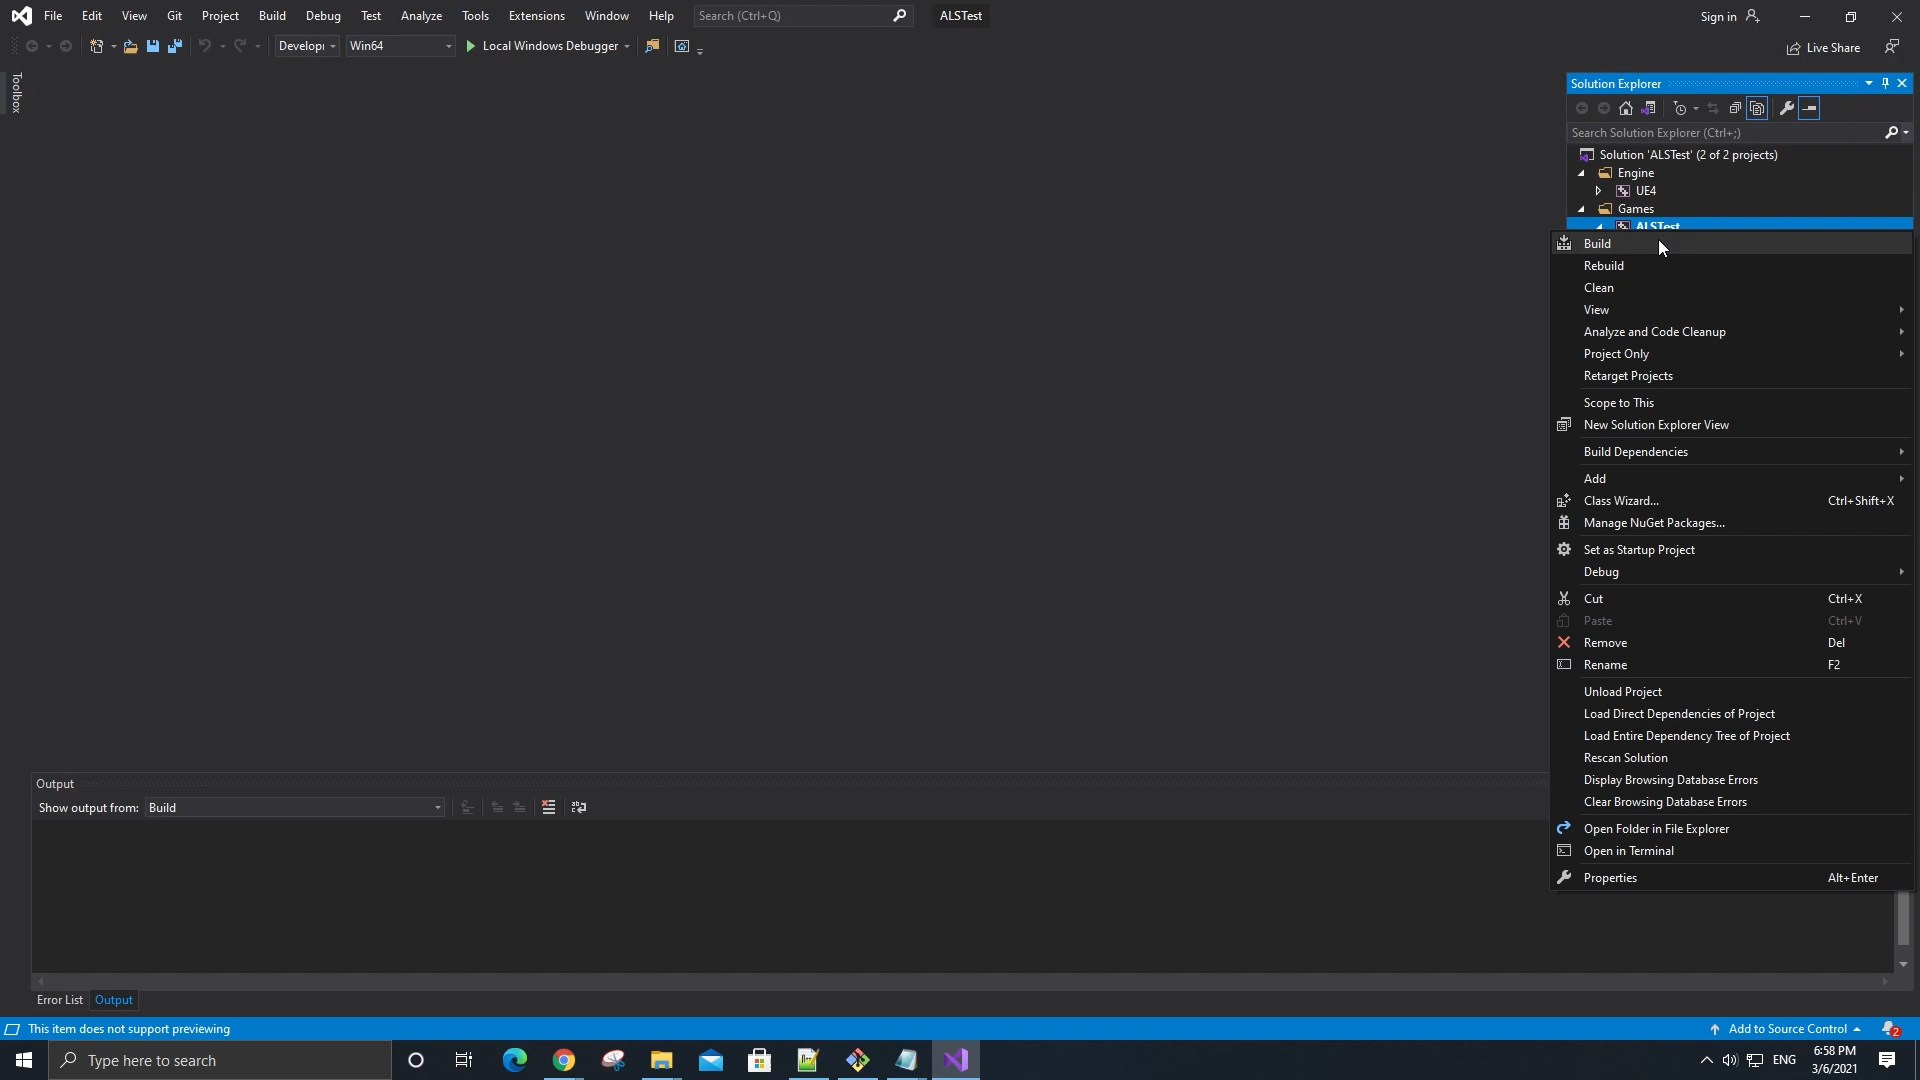 File Edit View Git Project Build Debug Test Analyze Tools Extensions Window Help Search (Ctrl+Q) ALSTest Sign in
Develop Win64 Local Windows Debugger Live Share
Toolbox
Solution Explorer
Search Solution Explorer (Ctrl+;)
Solution 'ALSTest' (2 of 2 projects)
Engine
UE4
Games
ALSTest
Build
Rebuild
Clean
View
Analyze and Code Cleanup
Project Only
Retarget Projects
Scope to This
New Solution Explorer View
Build Dependencies
Add
Class Wizard... Ctrl+Shift+X
Manage NuGet Packages...
Set as Startup Project
Debug
Cut Ctrl+X
Paste Ctrl+V
Remove Del
Rename F2
Unload Project
Load Direct Dependencies of Project
Load Entire Dependency Tree of Project
Rescan Solution
Display Browsing Database Errors
Clear Browsing Database Errors
Open Folder in File Explorer
Open in Terminal
Properties Alt+Enter
Output
Show output from: Build
Error List Output
This item does not support previewing Add to Source Control 2
Type here to search ENG 6:58 PM
3/6/2021